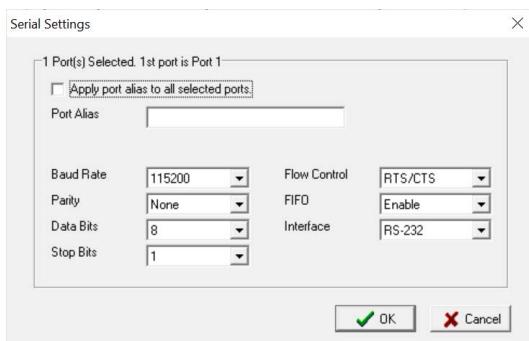 Serial Settings
1 Port(s) Selected. 1st port is Port 1
Apply port alias to all selected ports.
Port Alias
Baud Rate 115200 Flow Control RTS/CTS
Parity None FIFO Enable
Data Bits 8 Interface RS-232
Stop Bits 1
OK Cancel